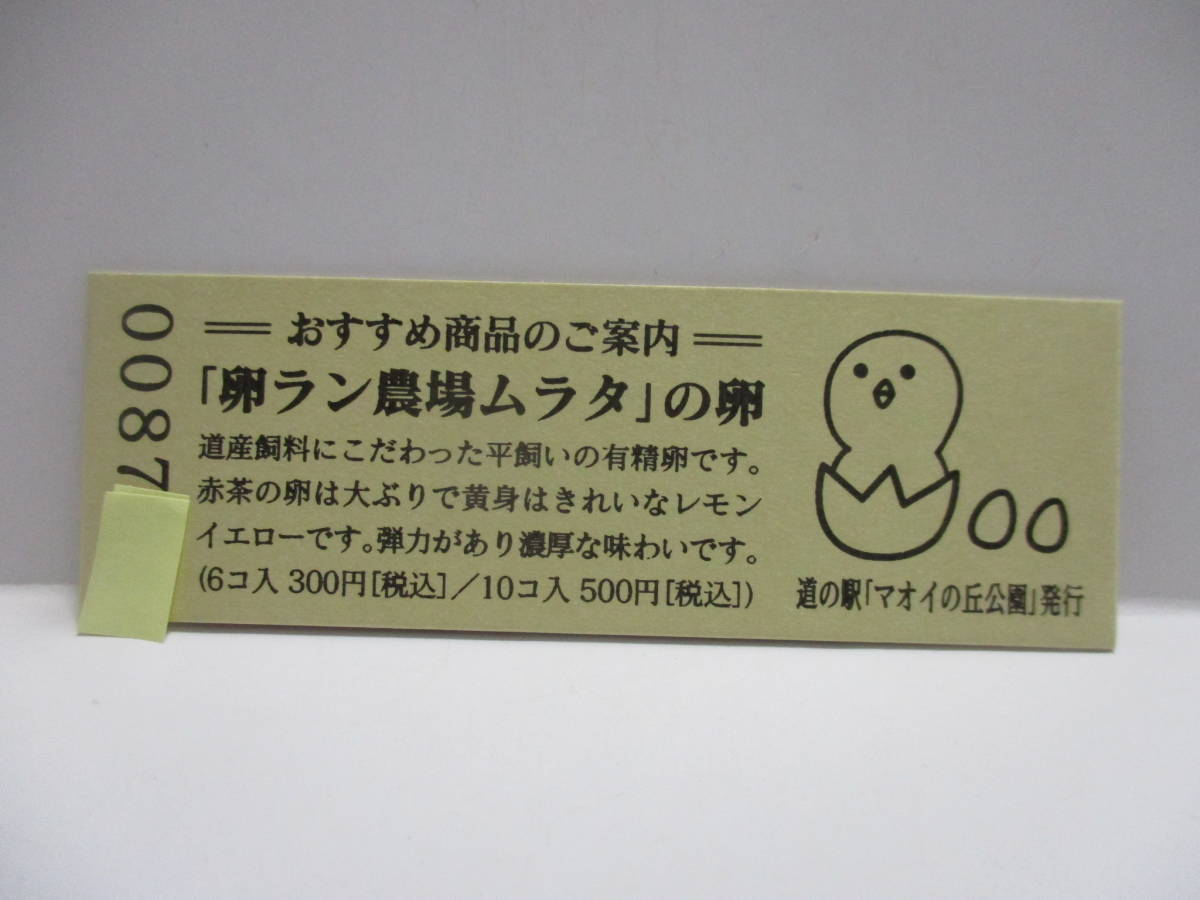 0087
══ おすすめ商品のご案内 ══
「卵ラン農場ムラタ」の卵
道産飼料にこだわった平飼いの有精卵です。
赤茶の卵は大ぶりで黄身はきれいなレモン
イエローです。弾力があり濃厚な味わいです。
(6コ入 300円[税込]／10コ入 500円[税込])
道の駅「マオイの丘公園」発行